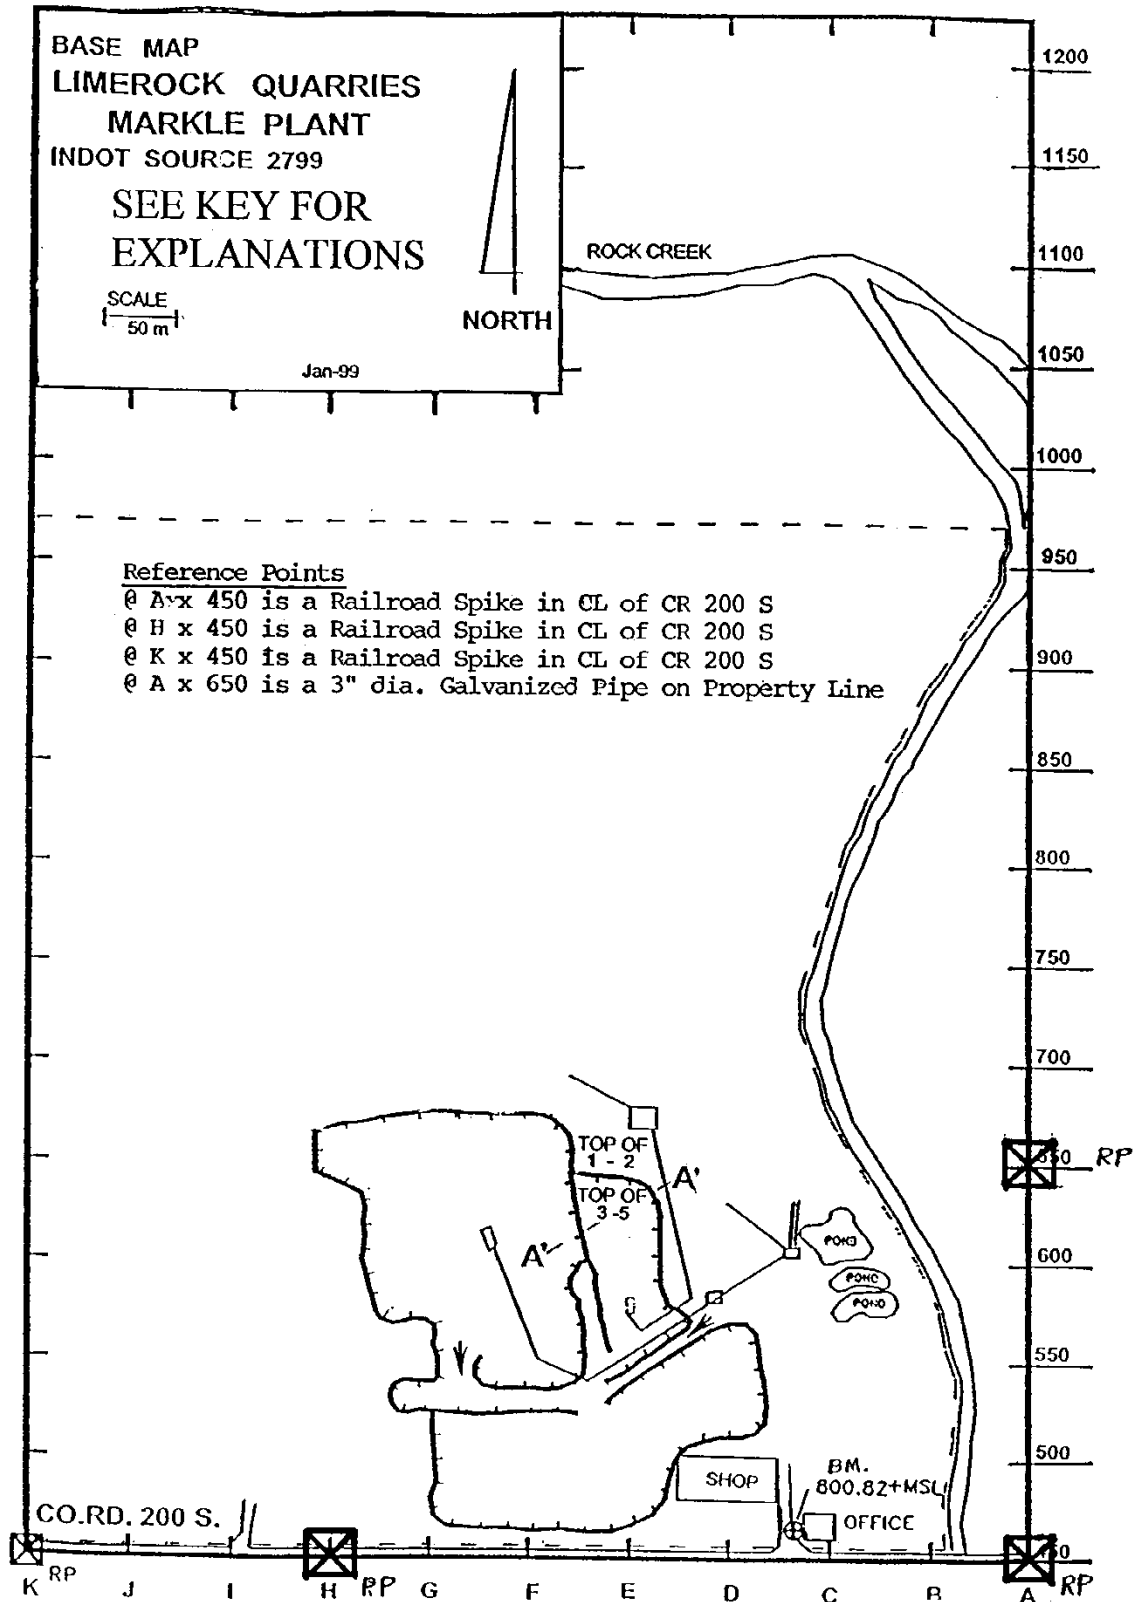 BASE MAP
LIMEROCK QUARRIES
MARKLE PLANT
INDOT SOURCE 2799
SEE KEY FOR
EXPLANATIONS
SCALE
50 m
NORTH
Jan-99
1200
1150
ROCK CREEK
1100
1050
1000
950
Reference Points
@ A x 450 is a Railroad Spike in CL of CR 200 S
@ H x 450 is a Railroad Spike in CL of CR 200 S
@ K x 450 is a Railroad Spike in CL of CR 200 S
@ A x 650 is a 3" dia. Galvanized Pipe on Property Line
900
850
800
750
700
TOP OF
1 - 2
650 RP
A'
TOP OF
3 -5
A'
POND
600
POND
POND
550
500
SHOP
BM.
800.82+MSL
OFFICE
CO.RD. 200 S.
450
K RP J I H RP G F E D C B A RP